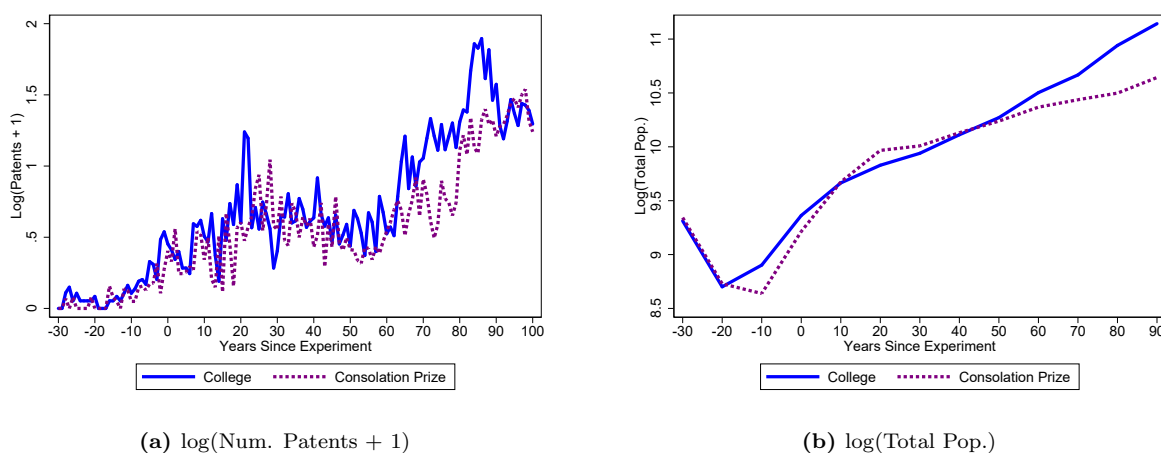 Log(Patents + 1)
2
1.5
1
.5
0
-30 -20 -10 0 10 20 30 40 50 60 70 80 90 100
Years Since Experiment
College Consolation Prize
(a) log(Num. Patents + 1)
Log(Total Pop.)
11
10.5
10
9.5
9
8.5
-30 -20 -10 0 10 20 30 40 50 60 70 80 90
Years Since Experiment
College Consolation Prize
(b) log(Total Pop.)